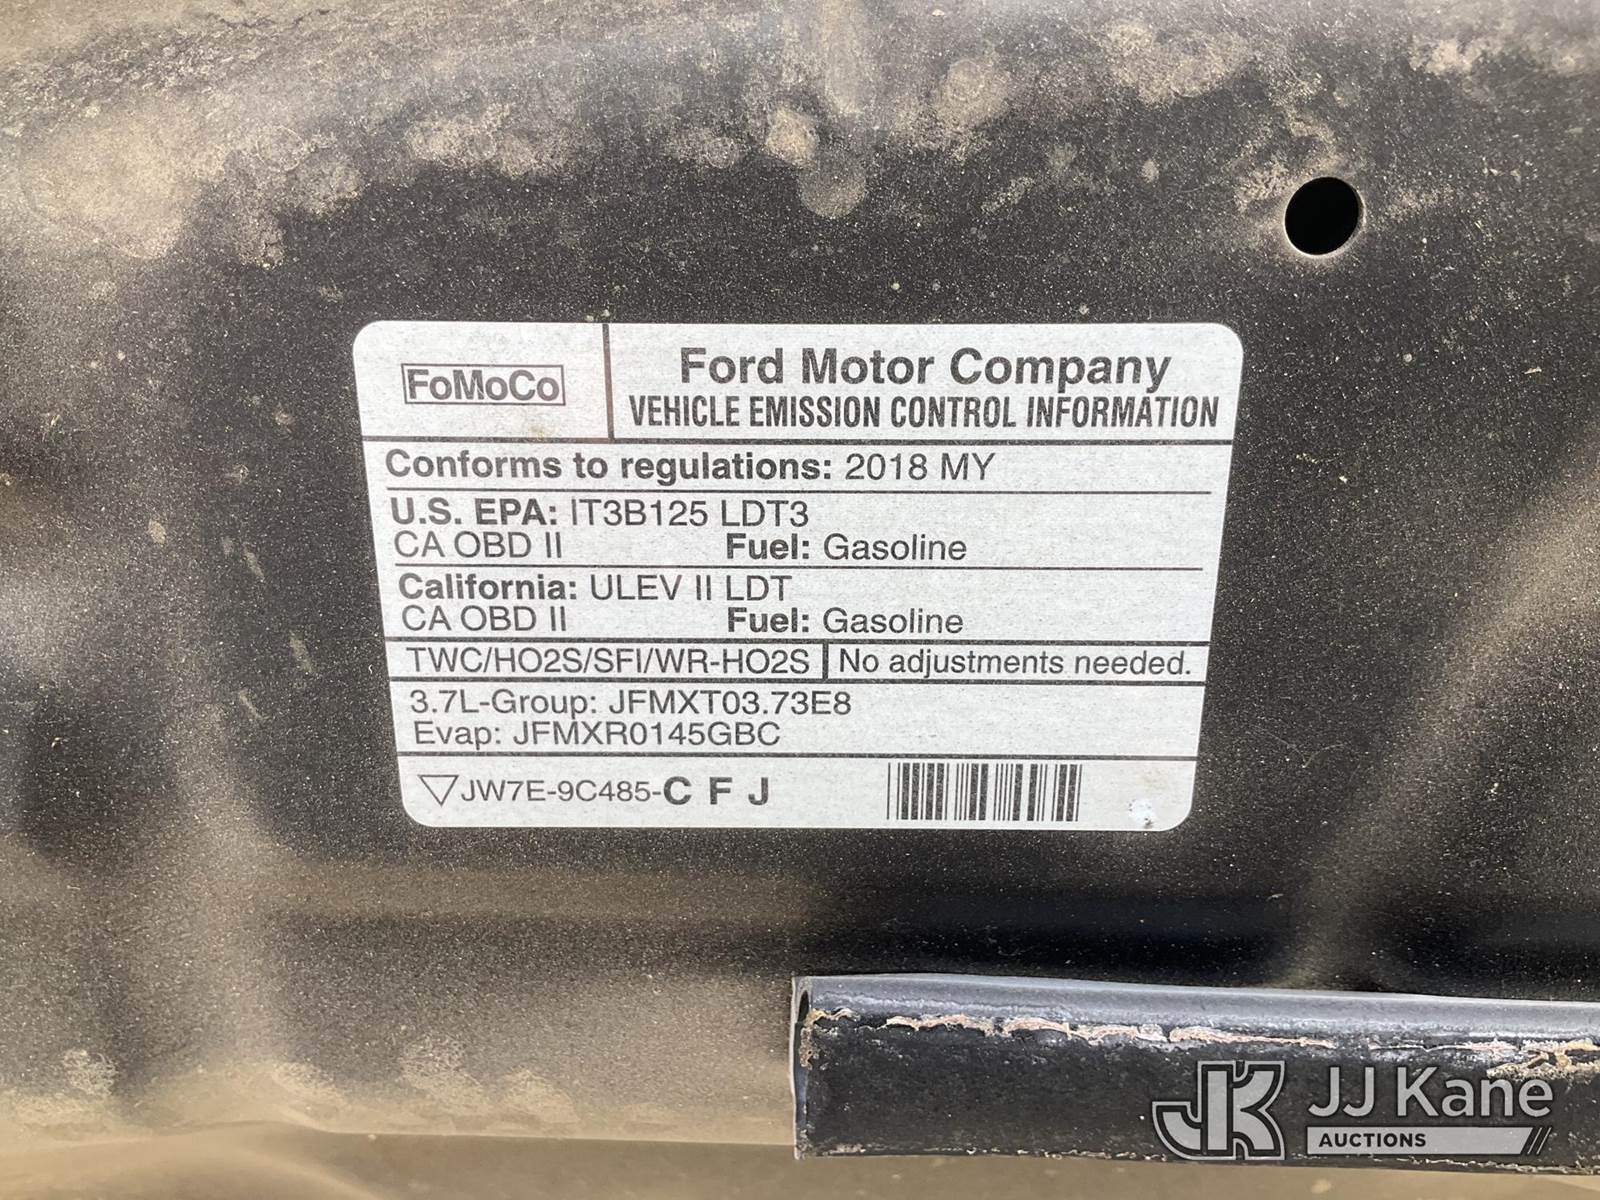 FoMoCo
Ford Motor Company
VEHICLE EMISSION CONTROL INFORMATION
Conforms to regulations: 2018 MY
U.S. EPA: IT3B125 LDT3
CA OBD II Fuel: Gasoline
California: ULEV II LDT
CA OBD II Fuel: Gasoline
TWC/HO2S/SFI/WR-HO2S No adjustments needed.
3.7L-Group: JFMXT03.73E8
Evap: JFMXR0145GBC
JW7E-9C485-C F J
JK JJ Kane
AUCTIONS